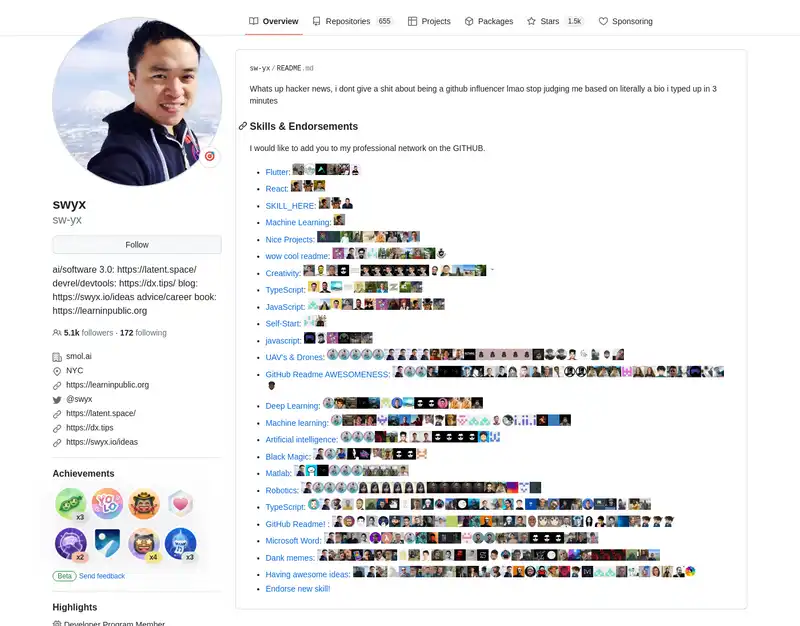 Overview
Repositories 655
Projects
Packages
Stars 1.5k
Sponsoring
swyx
sw-yx
Follow
ai/software 3.0: https://latent.space/
devrel/devtools: https://dx.tips/ blog:
https://swyx.io/ideas advice/career book:
https://learninpublic.org
5.1k followers · 172 following
smol.ai
NYC
https://learninpublic.org
@swyx
https://latent.space/
https://dx.tips
https://swyx.io/ideas
Achievements
x3
YOLO
x2
x4
x3
Beta Send feedback
Highlights
Developer Program Member
sw-yx / README.md
Whats up hacker news, i dont give a shit about being a github influencer lmao stop judging me based on literally a bio i typed up in 3
minutes
Skills & Endorsements
I would like to add you to my professional network on the GITHUB.
Flutter:
React:
SKILL_HERE:
Machine Learning:
Nice Projects:
wow cool readme:
Creativity:
TypeScript:
JavaScript:
Self-Start:
javascript:
UAV's & Drones:
GitHub Readme AWESOMENESS:
Deep Learning:
Machine learning:
Artificial intelligence:
Black Magic:
Matlab:
Robotics:
TypeScript:
GitHub Readme! :
Microsoft Word:
Dank memes:
Having awesome ideas:
Endorse new skill!